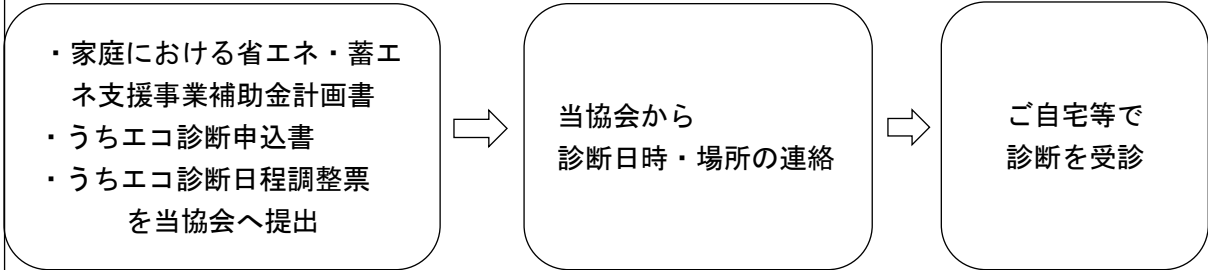 ・家庭における省エネ・蓄エ
ネ支援事業補助金計画書
・うちエコ診断申込書
・うちエコ診断日程調整票
を当協会へ提出
当協会から
診断日時・場所の連絡
ご自宅等で
診断を受診